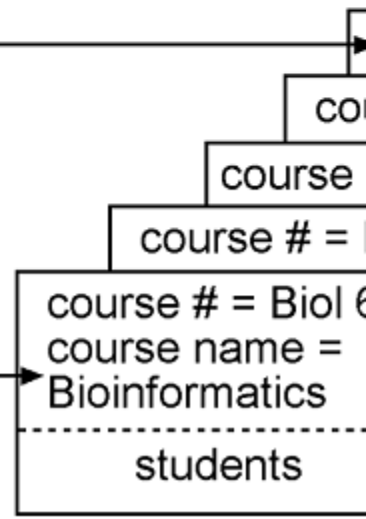 course
course # =
course # = Biol
course name =
Bioinformatics
students